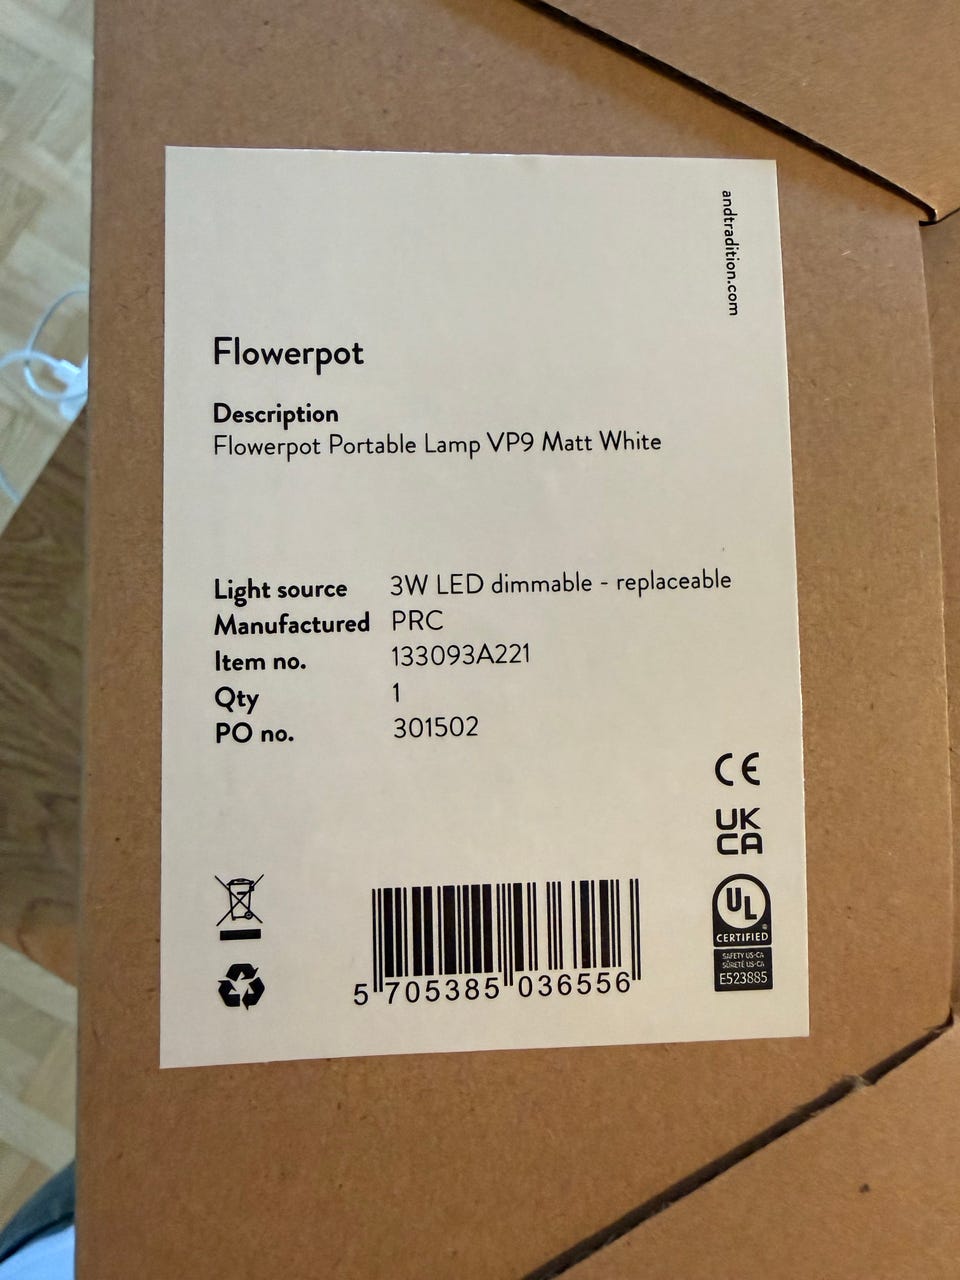 andtradition.com
Flowerpot
Description
Flowerpot Portable Lamp VP9 Matt White
Light source 3W LED dimmable - replaceable
Manufactured PRC
Item no. 133093A221
Qty 1
PO no. 301502
CE
UK
CA
UL
®
CERTIFIED
SAFETY US-CA
SÛRETÉ US-CA
E523885
5 705385 036556